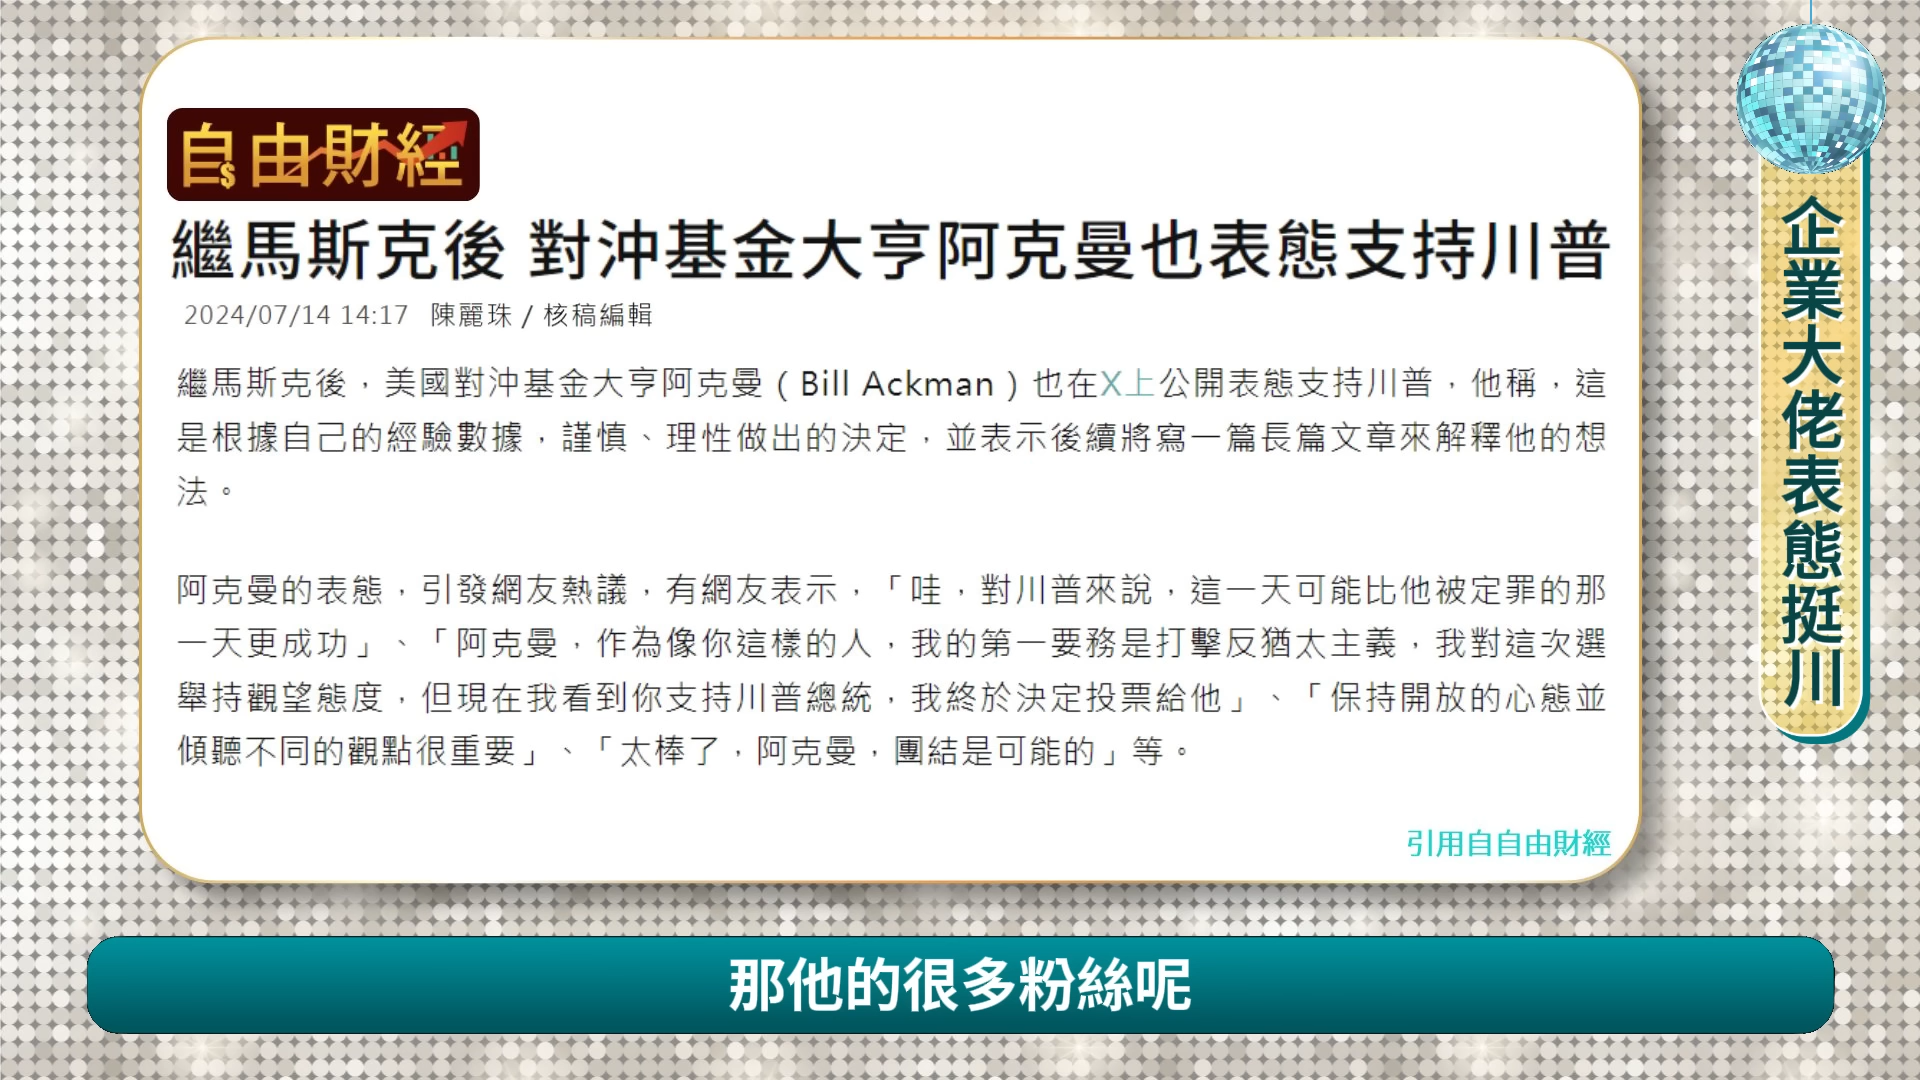 自由財經
繼馬斯克後 對沖基金大亨阿克曼也表態支持川普
2024/07/14 14:17 陳麗珠 / 核稿編輯
繼馬斯克後，美國對沖基金大亨阿克曼（Bill Ackman）也在X上公開表態支持川普，他稱，這
是根據自己的經驗數據，謹慎、理性做出的決定，並表示後續將寫一篇長篇文章來解釋他的想
法。
阿克曼的表態，引發網友熱議，有網友表示，「哇，對川普來說，這一天可能比他被定罪的那
一天更成功」、「阿克曼，作為像你這樣的人，我的第一要務是打擊反猶太主義，我對這次選
舉持觀望態度，但現在我看到你支持川普總統，我終於決定投票給他」、「保持開放的心態並
傾聽不同的觀點很重要」、「太棒了，阿克曼，團結是可能的」等。
引用自自由財經
企業大佬表態挺川
那他的很多粉絲呢